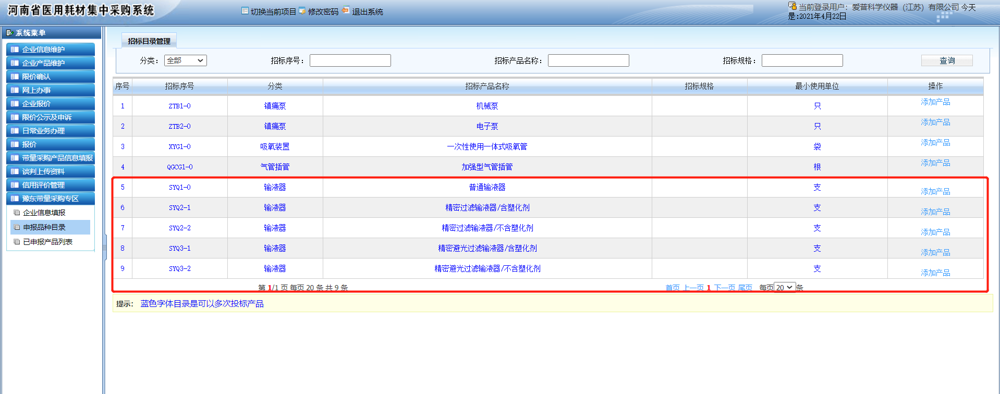 河南省医用耗材集中采购系统
切换当前项目 修改密码 退出系统
当前登录用户：爱普科学仪器（江苏）有限公司 今天
是:2021年4月22日
系统菜单
企业信息维护
企业产品维护
限价确认
网上办事
企业报价
限价公示及申诉
日常业务办理
报价
带量采购产品信息填报
谈判上传资料
信用评价管理
豫东带量采购专区
企业信息填报
申报品种目录
已申报产品列表
招标目录管理
分类： 全部 招标序号： 招标产品名称： 招标规格： 查询
序号 招标序号 分类 招标产品名称 招标规格 最小使用单位 操作
1 ZTB1-0 镇痛泵 机械泵 只 添加产品
2 ZTB2-0 镇痛泵 电子泵 只 添加产品
3 XYG1-0 吸氧装置 一次性使用一体式吸氧管 袋 添加产品
4 QGCG1-0 气管插管 加强型气管插管 根 添加产品
5 SYQ1-0 输液器 普通输液器 支 添加产品
6 SYQ2-1 输液器 精密过滤输液器/含塑化剂 支 添加产品
7 SYQ2-2 输液器 精密过滤输液器/不含塑化剂 支 添加产品
8 SYQ3-1 输液器 精密避光过滤输液器/含塑化剂 支 添加产品
9 SYQ3-2 输液器 精密避光过滤输液器/不含塑化剂 支 添加产品
第 1/1 页 每页 20 条 共 9 条 首页 上一页 1 下一页 尾页 每页 20 条
提示： 蓝色字体目录是可以多次投标产品